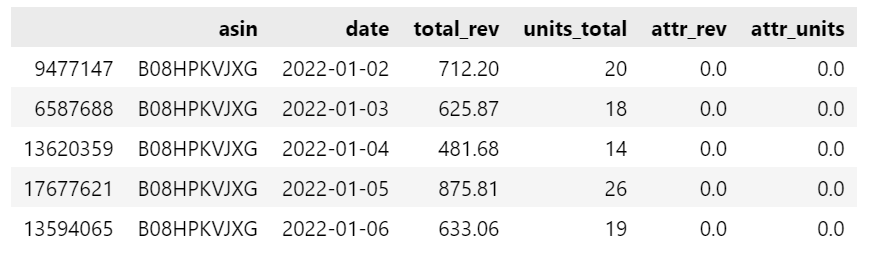 asin date total_rev units_total attr_rev attr_units
9477147 B08HPKVJXG 2022-01-02 712.20 20 0.0 0.0
6587688 B08HPKVJXG 2022-01-03 625.87 18 0.0 0.0
13620359 B08HPKVJXG 2022-01-04 481.68 14 0.0 0.0
17677621 B08HPKVJXG 2022-01-05 875.81 26 0.0 0.0
13594065 B08HPKVJXG 2022-01-06 633.06 19 0.0 0.0